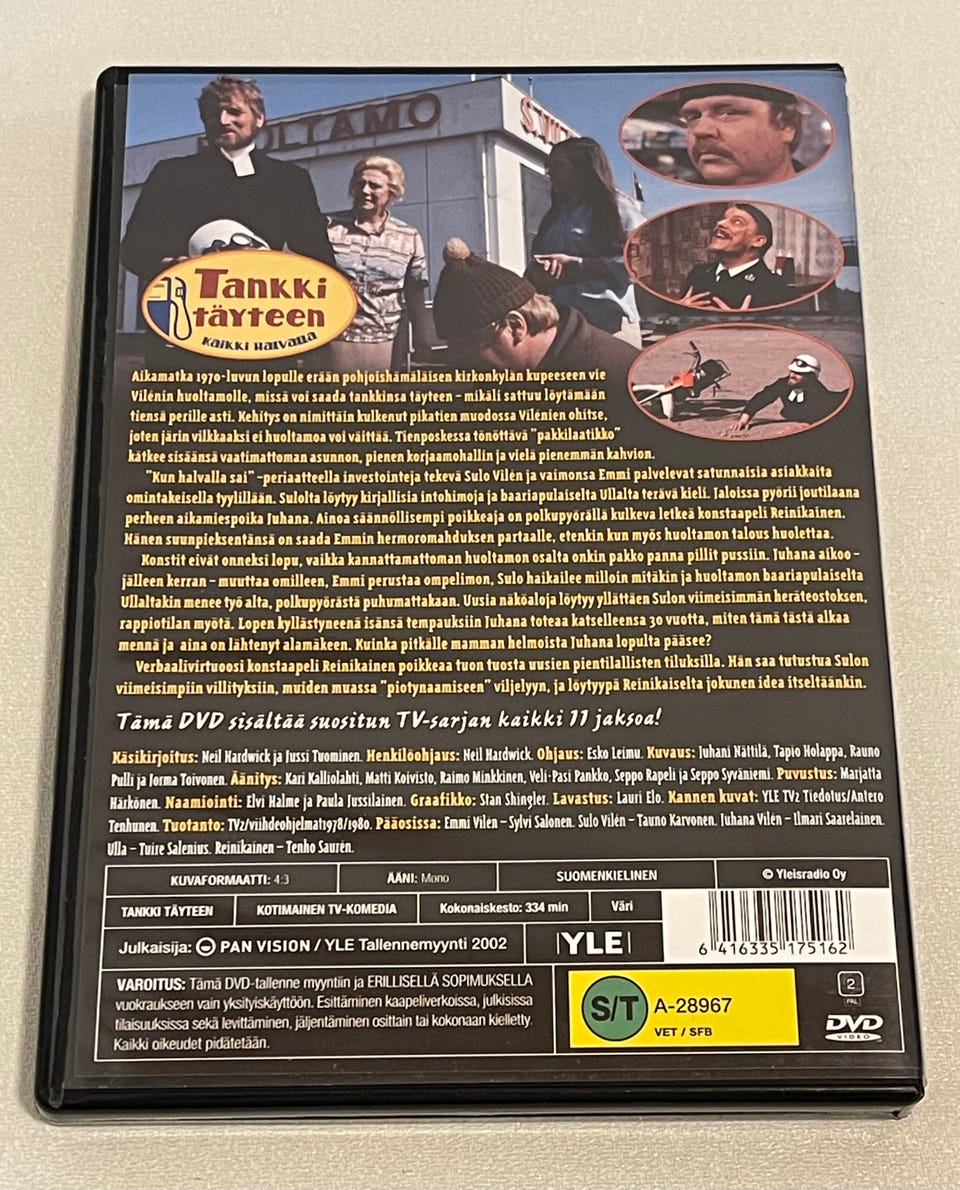 HUOLTAMO
S.VIL
Tankki
täyteen
KAIKKI HALVALLA
Aikamatka 1970-luvun lopulle erään pohjoishämäläisen kirkonkylän kupeeseen vie
Vilénin huoltamolle, missä voi saada tankkinsa täyteen – mikäli sattuu löytämään
tiensä perille asti. Kehitys on nimittäin kulkenut pikatien muodossa Vilénien ohitse,
joten järin vilkkaaksi ei huoltamoa voi väittää. Tienposkessa tönöttävä "pakkilaatikko"
kätkee sisäänsä vaatimattoman asunnon, pienen korjaamohallin ja vielä pienemmän kahvion.
"Kun halvalla sai" -periaatteella investointeja tekevä Sulo Vilén ja vaimonsa Emmi palvelevat satunnaisia asiakkaita
omintakeisella tyylillään. Sulolta löytyy kirjallisia intohimoja ja baariapulaiselta Ullalta terävä kieli. Jaloissa pyörii joutilaana
perheen aikamiespoika Juhana. Ainoa säännöllisempi poikkeaja on polkupyörällä kulkeva letkeä konstaapeli Reinikainen.
Hänen suunpieksentänsä on saada Emmin hermoromahduksen partaalle, etenkin kun myös huoltamon talous huolettaa.
Konstit eivät onneksi lopu, vaikka kannattamattoman huoltamon osalta onkin pakko panna pillit pussiin. Juhana aikoo –
jälleen kerran – muuttaa omilleen, Emmi perustaa ompelimon, Sulo haikailee milloin mitäkin ja huoltamon baariapulaiselta
Ullaltakin menee työ alta, polkupyörästä puhumattakaan. Uusia näköaloja löytyy yllättäen Sulon viimeisimmän heräteostoksen,
rappiotilan myötä. Lopen kyllästyneenä isänsä tempauksiin Juhana toteaa katselleensa 30 vuotta, miten tämä tästä alkaa
mennä ja aina on lähtenyt alamäkeen. Kuinka pitkälle mamman helmoista Juhana lopulta pääsee?
Verbaalivirtuoosi konstaapeli Reinikainen poikkeaa tuon tuosta uusien pientilallisten tiluksilla. Hän saa tutustua Sulon
viimeisimpiin villityksiin, muiden muassa "piotynaamiseen" viljelyyn, ja löytyypä Reinikaiselta jokunen idea itseltäänkin.
Tämä DVD sisältää suositun TV-sarjan kaikki 11 jaksoa!
Käsikirjoitus: Neil Hardwick ja Jussi Tuominen. Henkilöohjaus: Neil Hardwick. Ohjaus: Esko Leimu. Kuvaus: Juhani Nättilä, Tapio Holappa, Rauno
Pulli ja Jorma Toivonen. Äänitys: Kari Kalliolahti, Matti Koivisto, Raimo Minkkinen, Veli-Pasi Pankko, Seppo Rapeli ja Seppo Syväniemi. Puvustus: Marjatta
Härkönen. Naamiointi: Elvi Halme ja Paula Jussilainen. Graafikko: Stan Shingler. Lavastus: Lauri Elo. Kannen kuvat: YLE TV2 Tiedotus/Antero
Tenhunen. Tuotanto: TV2/viihdeohjelmat1978/1980. Pääosissa: Emmi Vilén – Sylvi Salonen. Sulo Vilén – Tauno Karvonen. Juhana Vilén – Ilmari Saarelainen.
Ulla – Tuire Salenius. Reinikainen – Tenho Saurén.
KUVAFORMAATTI: 4:3 ÄÄNI: Mono SUOMENKIELINEN © Yleisradio Oy
TANKKI TÄYTEEN KOTIMAINEN TV-KOMEDIA Kokonaiskesto: 334 min Väri
Julkaisija: PAN VISION / YLE Tallennemyynti 2002 YLE
6 416335 175162
VAROITUS: Tämä DVD-tallenne myyntiin ja ERILLISELLÄ SOPIMUKSELLA
vuokraukseen vain yksityiskäyttöön. Esittäminen kaapeliverkoissa, julkisissa
tilaisuuksissa sekä levittäminen, jäljentäminen osittain tai kokonaan kielletty.
Kaikki oikeudet pidätetään.
S/T A-28967
VET / SFB
2
PAL
DVD
VIDEO